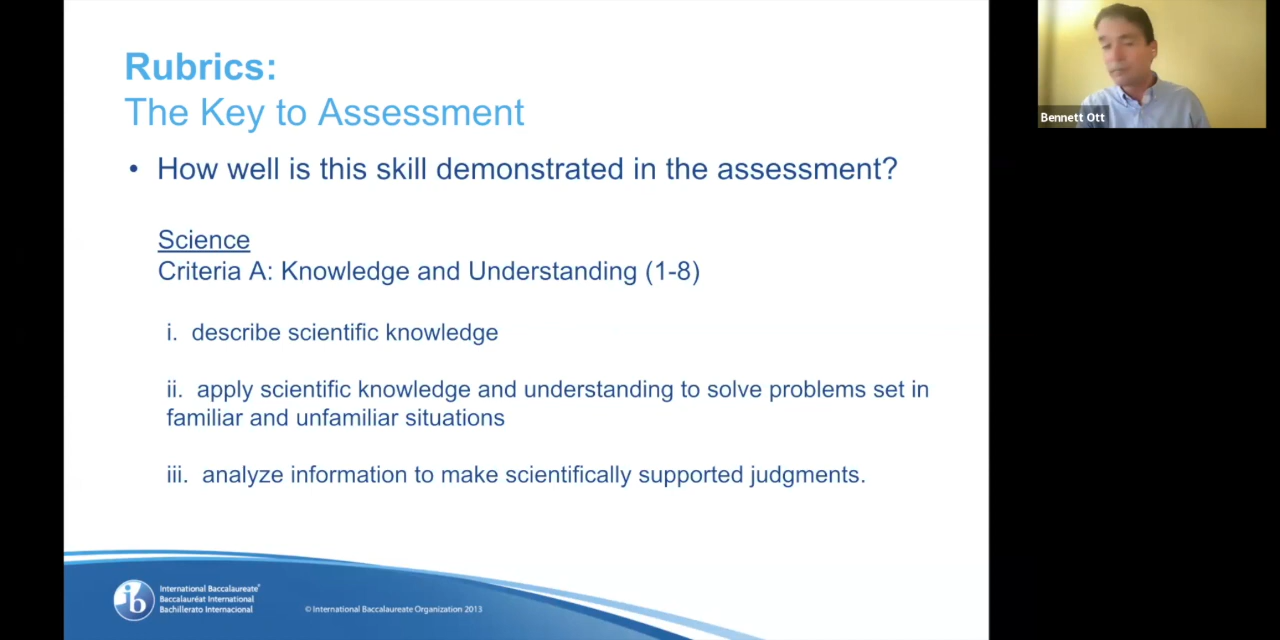 Rubrics:
The Key to Assessment
• How well is this skill demonstrated in the assessment?
Science
Criteria A: Knowledge and Understanding (1-8)
i. describe scientific knowledge
ii. apply scientific knowledge and understanding to solve problems set in
familiar and unfamiliar situations
iii. analyze information to make scientifically supported judgments.
ib
International Baccalaureate®
Baccalauréat International
Bachillerato Internacional
© International Baccalaureate Organization 2013
Bennett Ott